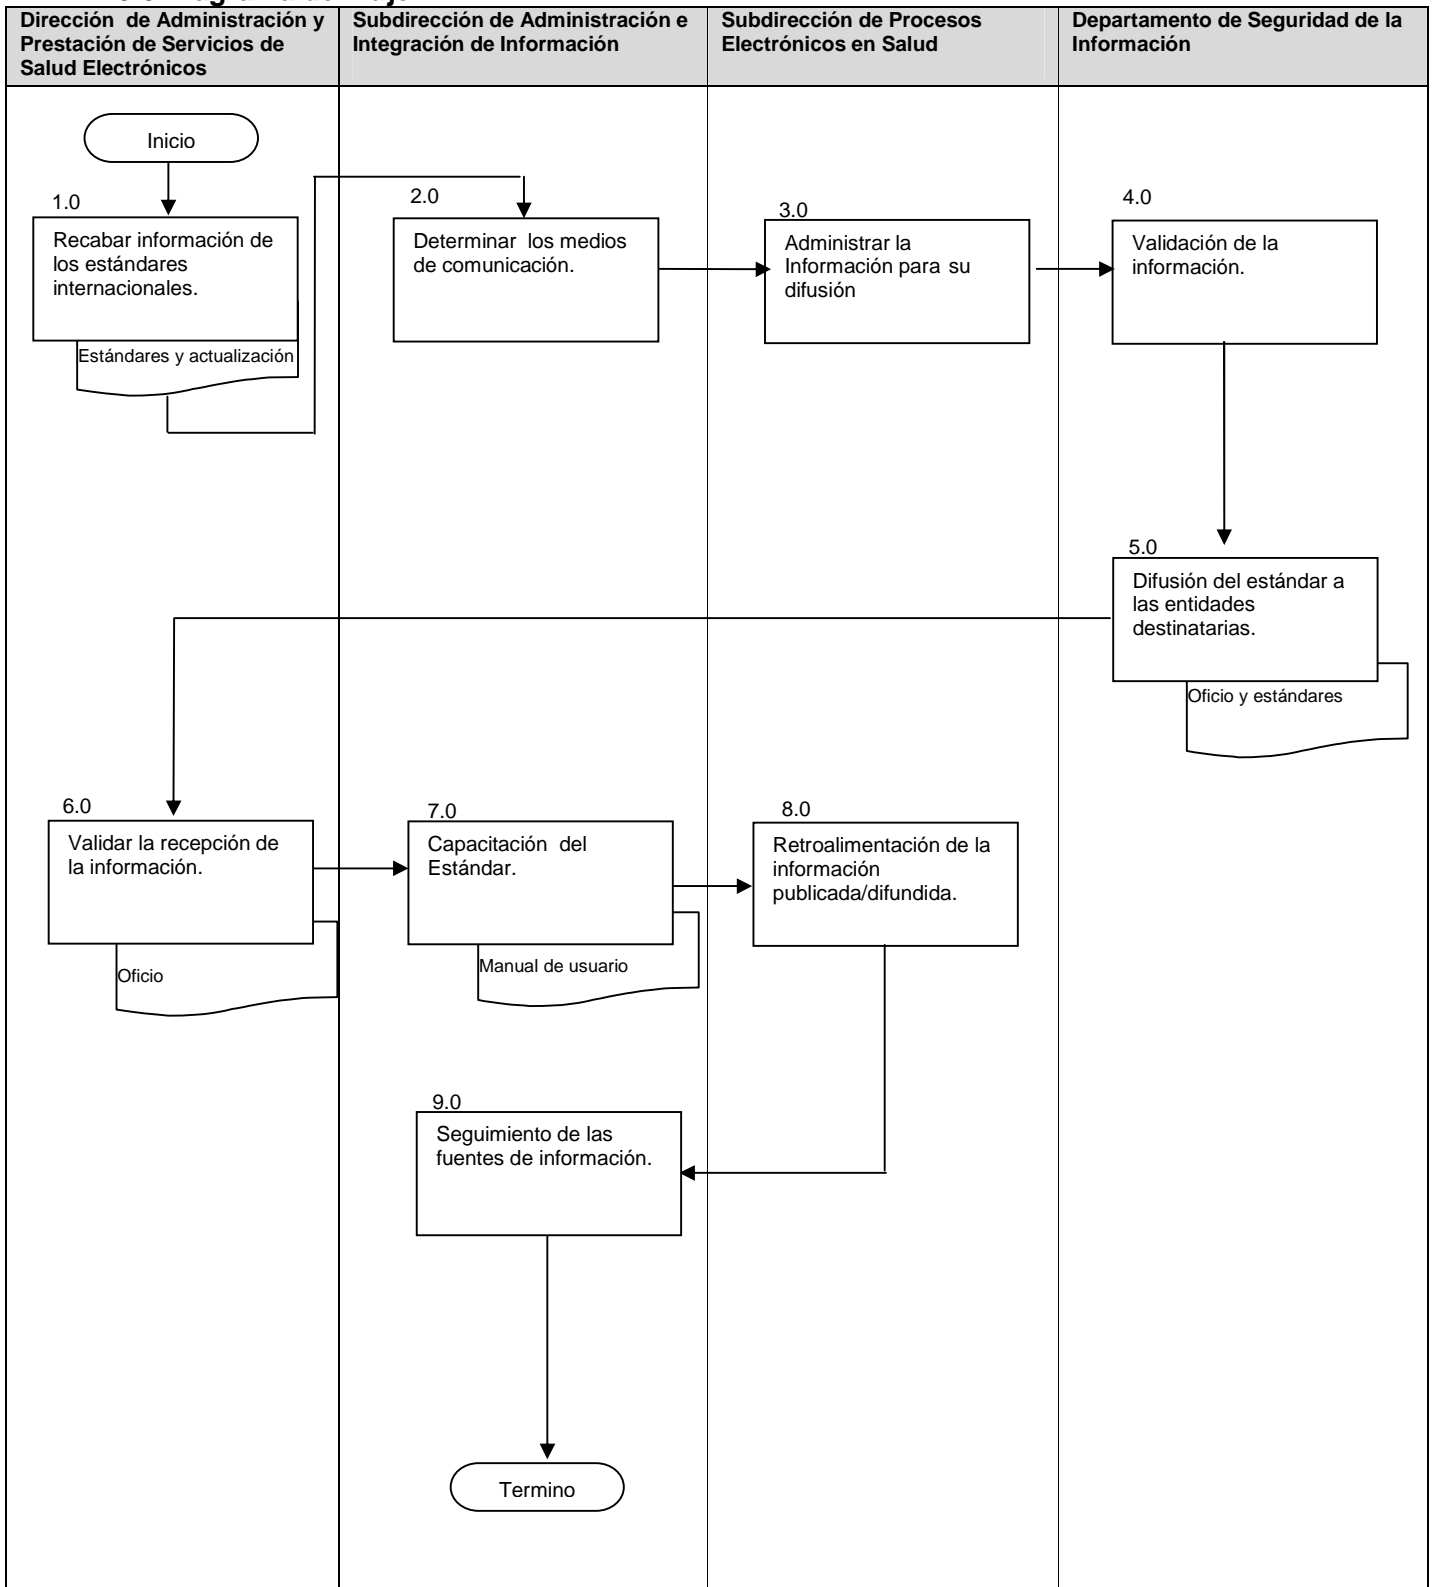 Dirección de Administración y
Prestación de Servicios de
Salud Electrónicos
Subdirección de Administración e
Integración de Información
Subdirección de Procesos
Electrónicos en Salud
Departamento de Seguridad de la
Información
Inicio
1.0
Recabar información de
los estándares
internacionales.
Estándares y actualización
2.0
Determinar los medios
de comunicación.
3.0
Administrar la
Información para su
difusión
4.0
Validación de la
información.
5.0
Difusión del estándar a
las entidades
destinatarias.
Oficio y estándares
6.0
Validar la recepción de
la información.
Oficio
7.0
Capacitación del
Estándar.
Manual de usuario
8.0
Retroalimentación de la
información
publicada/difundida.
9.0
Seguimiento de las
fuentes de información.
Termino